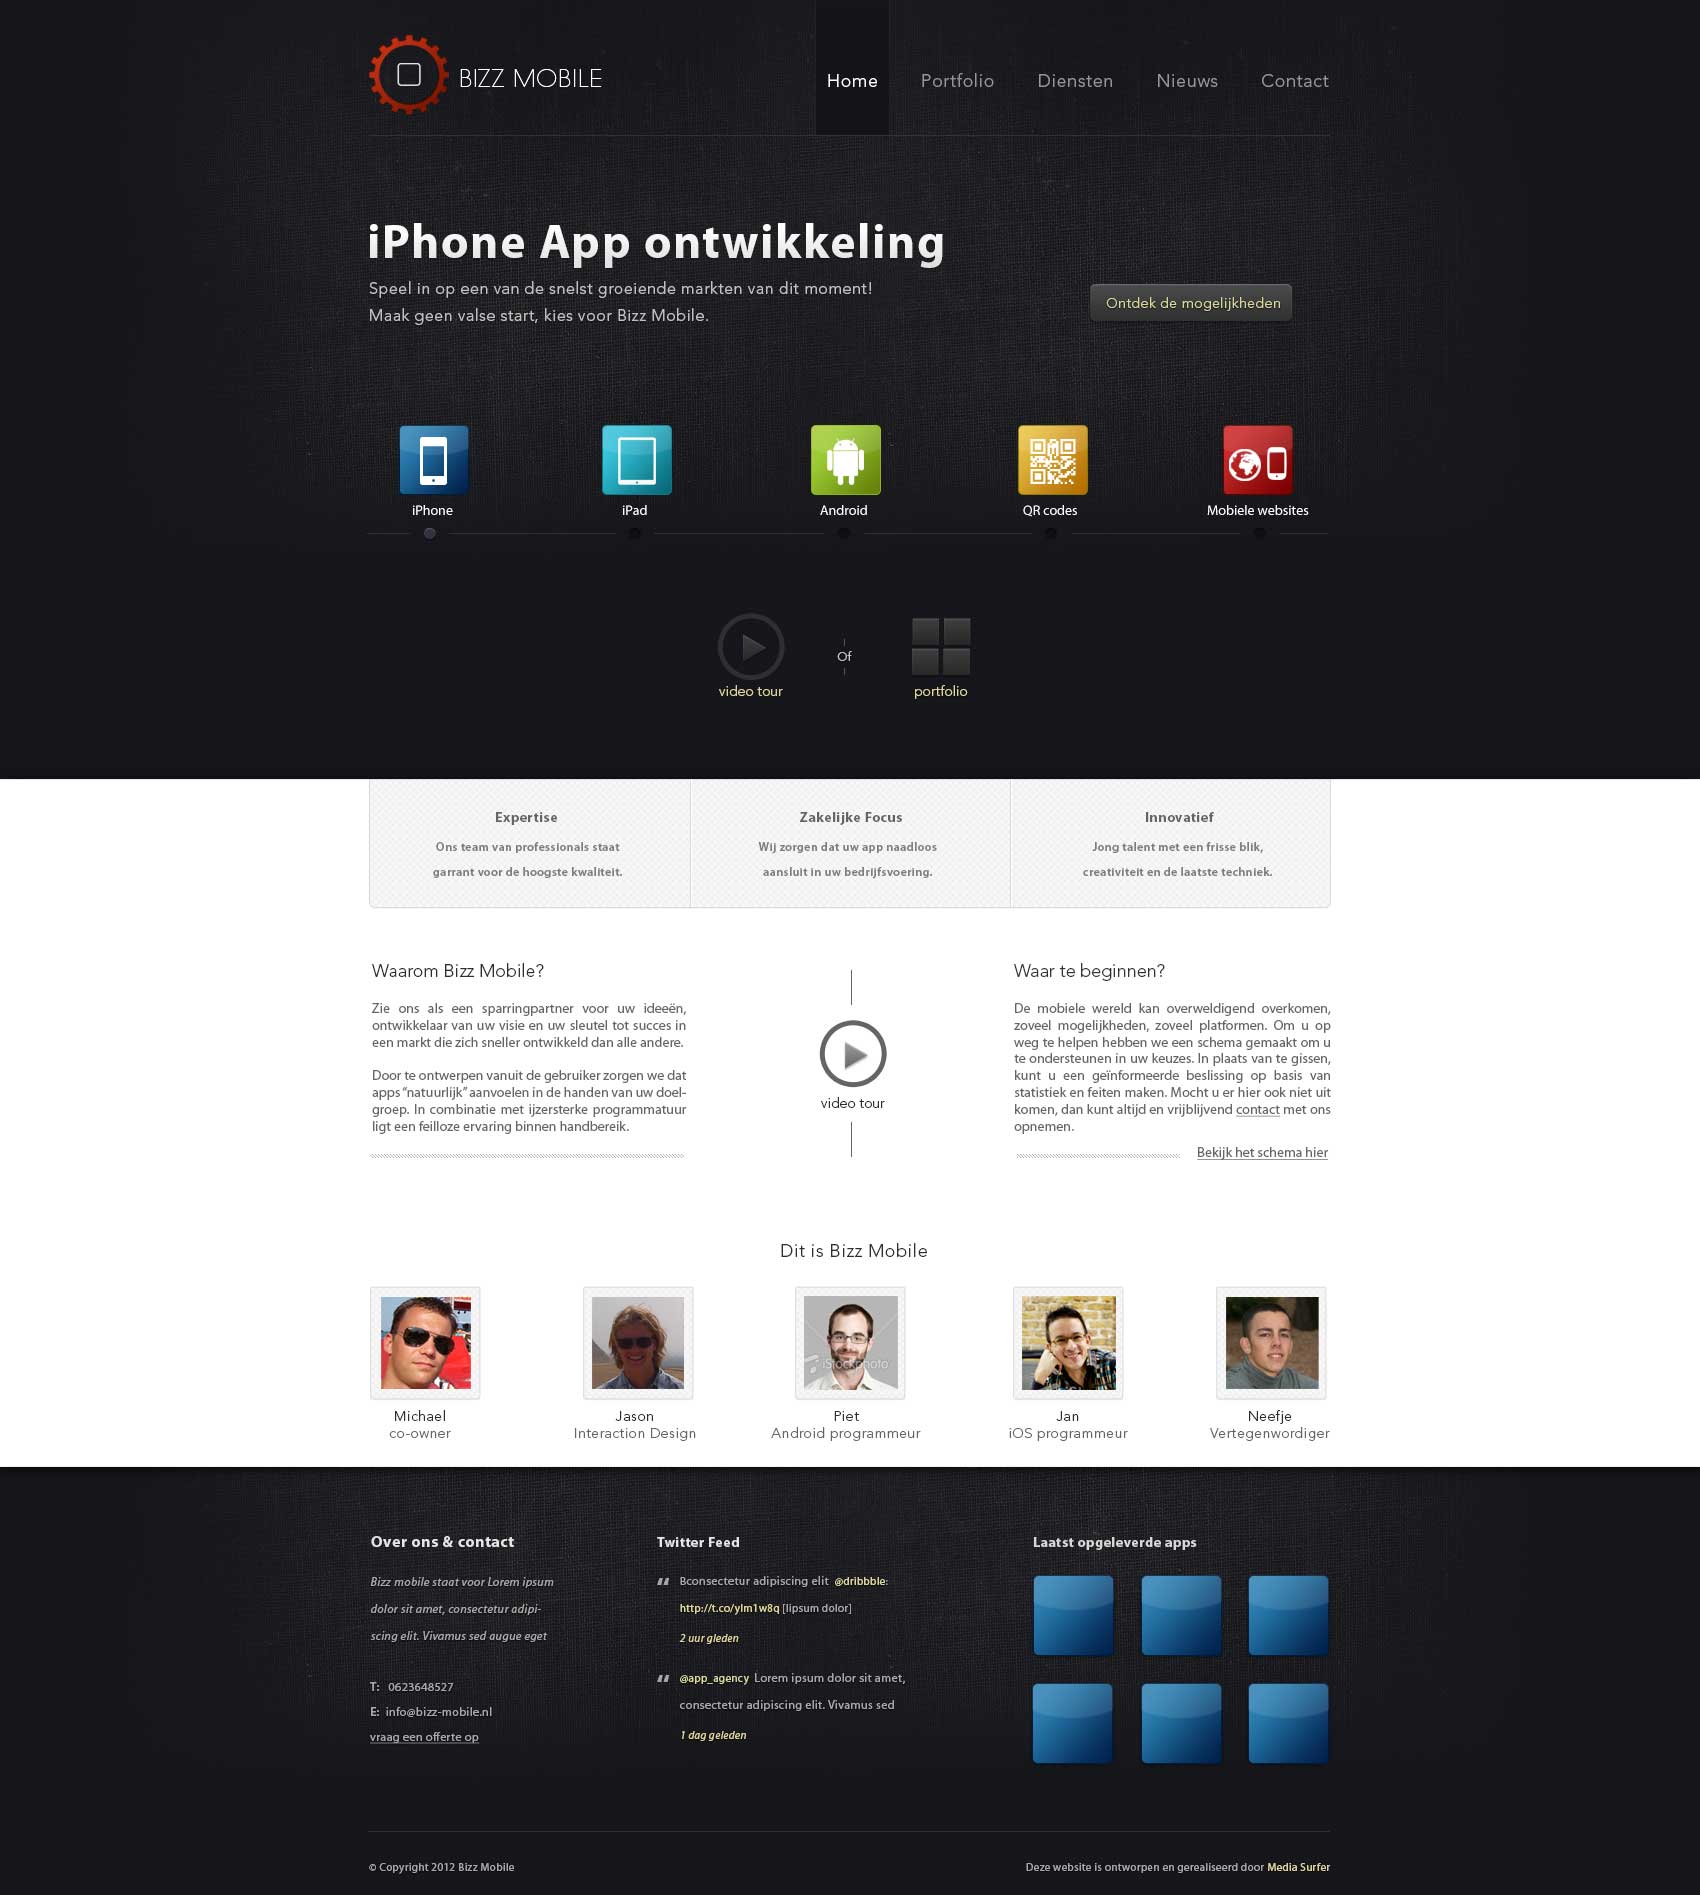 BIZZ MOBILE
Home Portfolio Diensten Nieuws Contact
iPhone App ontwikkeling
Speel in op een van de snelst groeiende markten van dit moment!
Maak geen valse start, kies voor Bizz Mobile.
Ontdek de mogelijkheden
iPhone iPad Android QR codes Mobiele websites
Of
video tour portfolio
Expertise
Ons team van professionals staat
garrant voor de hoogste kwaliteit.
Zakelijke Focus
Wij zorgen dat uw app naadloos
aansluit in uw bedrijfsvoering.
Innovatief
Jong talent met een frisse blik,
creativiteit en de laatste techniek.
Waarom Bizz Mobile?
Zie ons als een sparringpartner voor uw ideeën,
ontwikkelaar van uw visie en uw sleutel tot succes in
een markt die zich sneller ontwikkeld dan alle andere.
Door te ontwerpen vanuit de gebruiker zorgen we dat
apps “natuurlijk” aanvoelen in de handen van uw doel-
groep. In combinatie met ijzersterke programmatuur
ligt een feilloze ervaring binnen handbereik.
video tour
Waar te beginnen?
De mobiele wereld kan overweldigend overkomen,
zoveel mogelijkheden, zoveel platformen. Om u op
weg te helpen hebben we een schema gemaakt om u
te ondersteunen in uw keuzes. In plaats van te gissen,
kunt u een geïnformeerde beslissing op basis van
statistiek en feiten maken. Mocht u er hier ook niet uit
komen, dan kunt altijd en vrijblijvend contact met ons
opnemen.
Bekijk het schema hier
Dit is Bizz Mobile
iStockphoto
Michael
co-owner
Jason
Interaction Design
Piet
Android programmeur
Jan
iOS programmeur
Neefje
Vertegenwordiger
Over ons & contact
Bizz mobile staat voor Lorem ipsum
dolor sit amet, consectetur adipi-
scing elit. Vivamus sed augue eget
T: 0623648527
E: info@bizz-mobile.nl
vraag een offerte op
Twitter Feed
“ Bconsectetur adipiscing elit @dribbble:
http://t.co/ylm1w8q [lipsum dolor]
2 uur gleden
“ @app_agency Lorem ipsum dolor sit amet,
consectetur adipiscing elit. Vivamus sed
1 dag geleden
Laatst opgeleverde apps
© Copyright 2012 Bizz Mobile
Deze website is ontworpen en gerealiseerd door Media Surfer